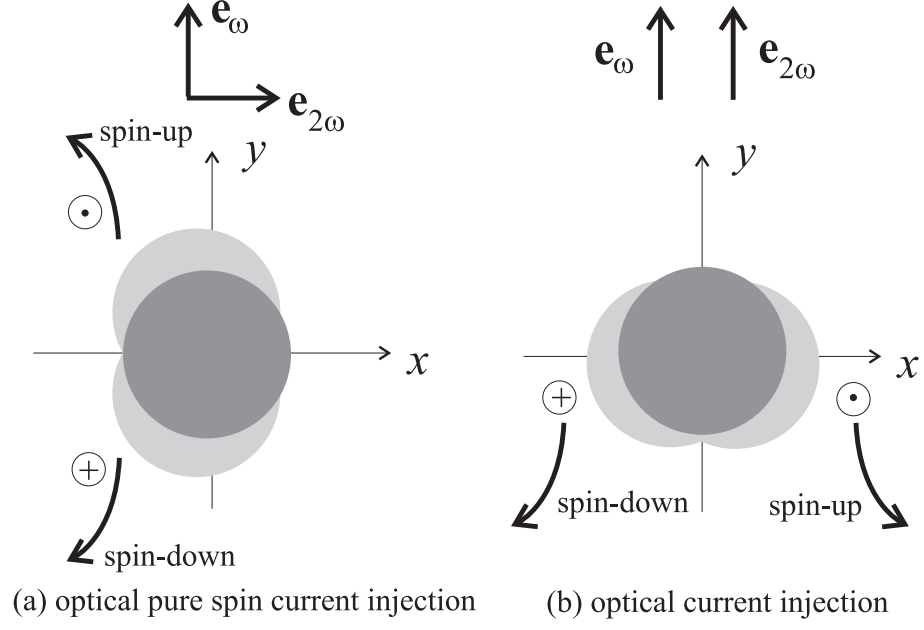 e_ω
e_2ω
spin-up
y
x
spin-down
(a) optical pure spin current injection
e_ω e_2ω
y
x
spin-down
spin-up
(b) optical current injection